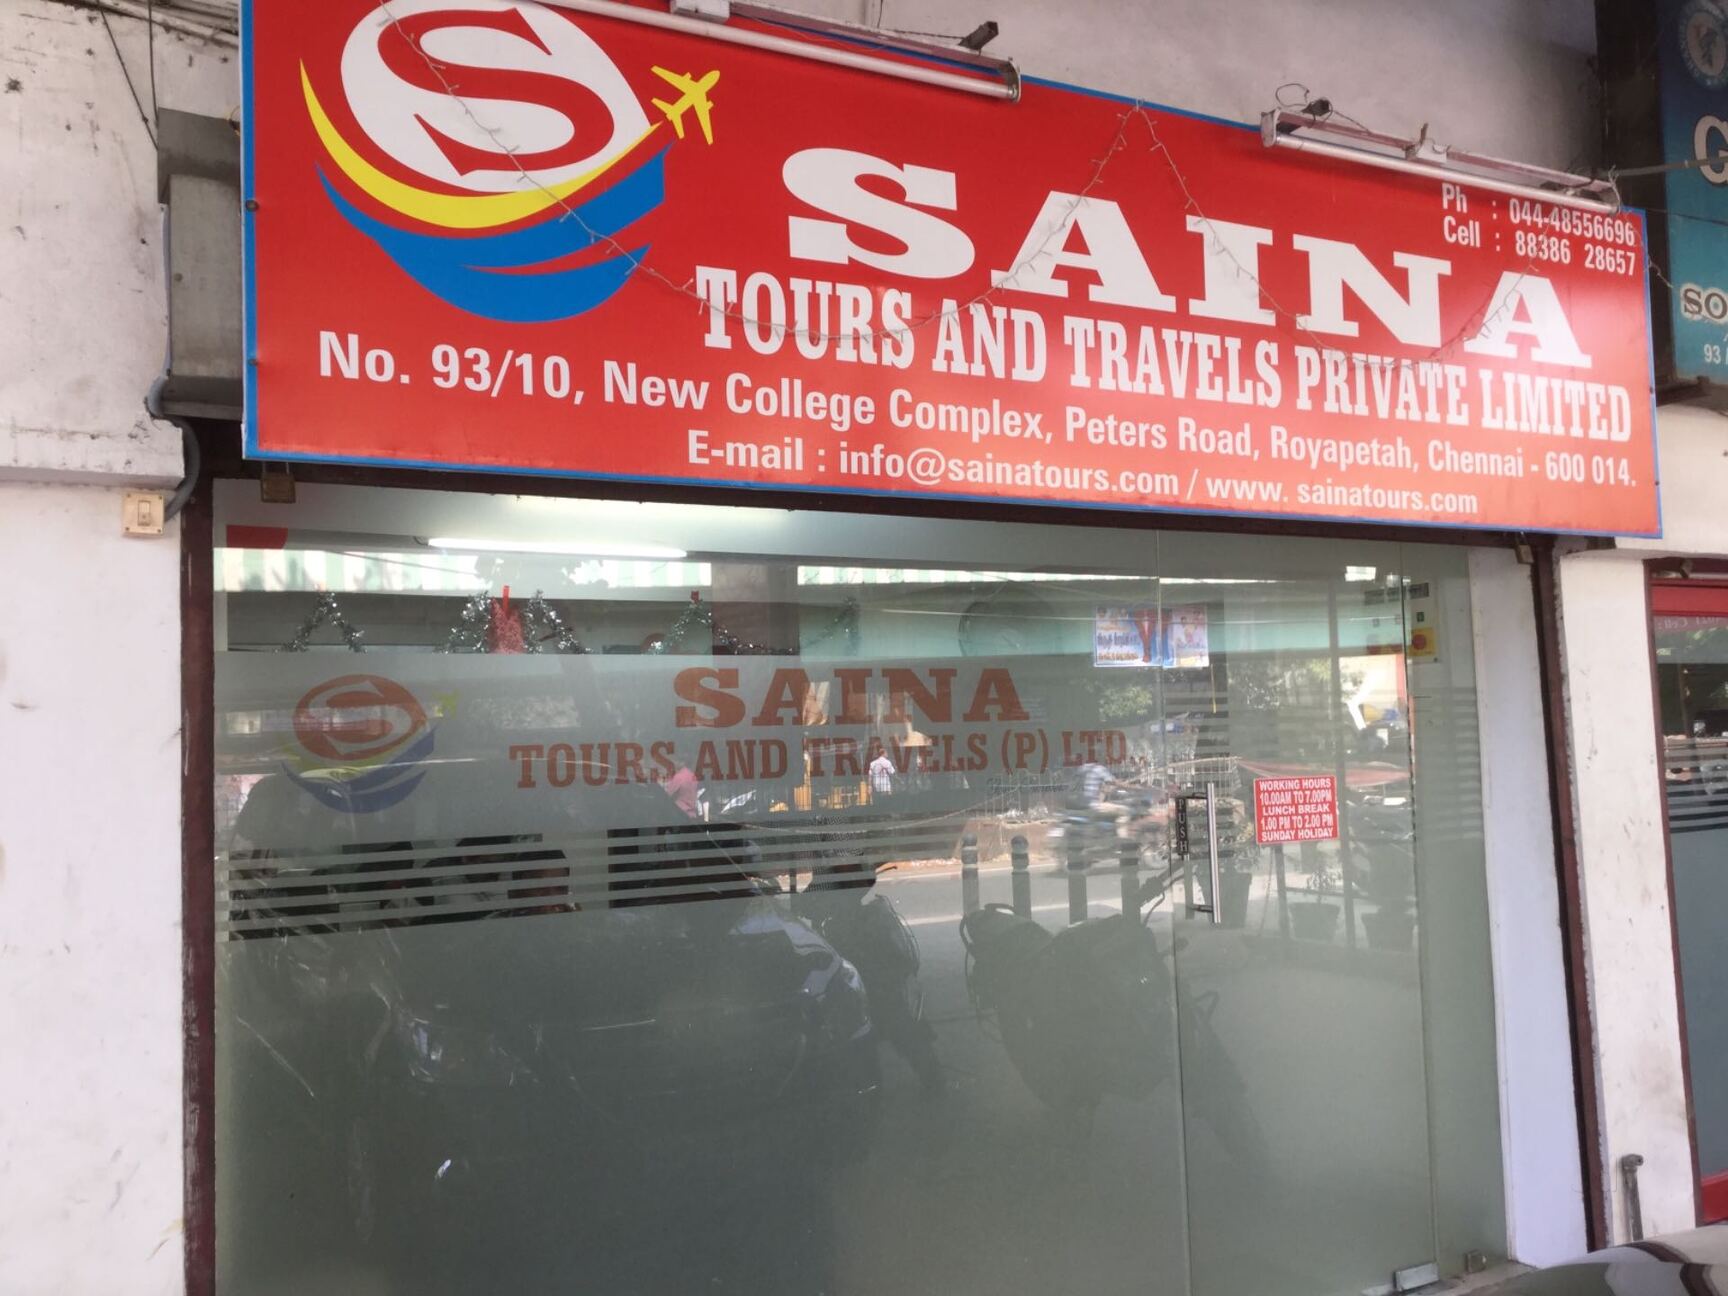 S
SAINA
Ph : 044-48556696
Cell : 88386 28657
TOURS AND TRAVELS PRIVATE LIMITED
No. 93/10, New College Complex, Peters Road, Royapetah, Chennai - 600 014.
E-mail : info@sainatours.com / www. sainatours.com
S
SAINA
TOURS AND TRAVELS (P) LTD.,
PUSH
WORKING HOURS
10.00AM TO 7.00PM
LUNCH BREAK
1.00 PM TO 2.00 PM
SUNDAY HOLIDAY
G
SO
93